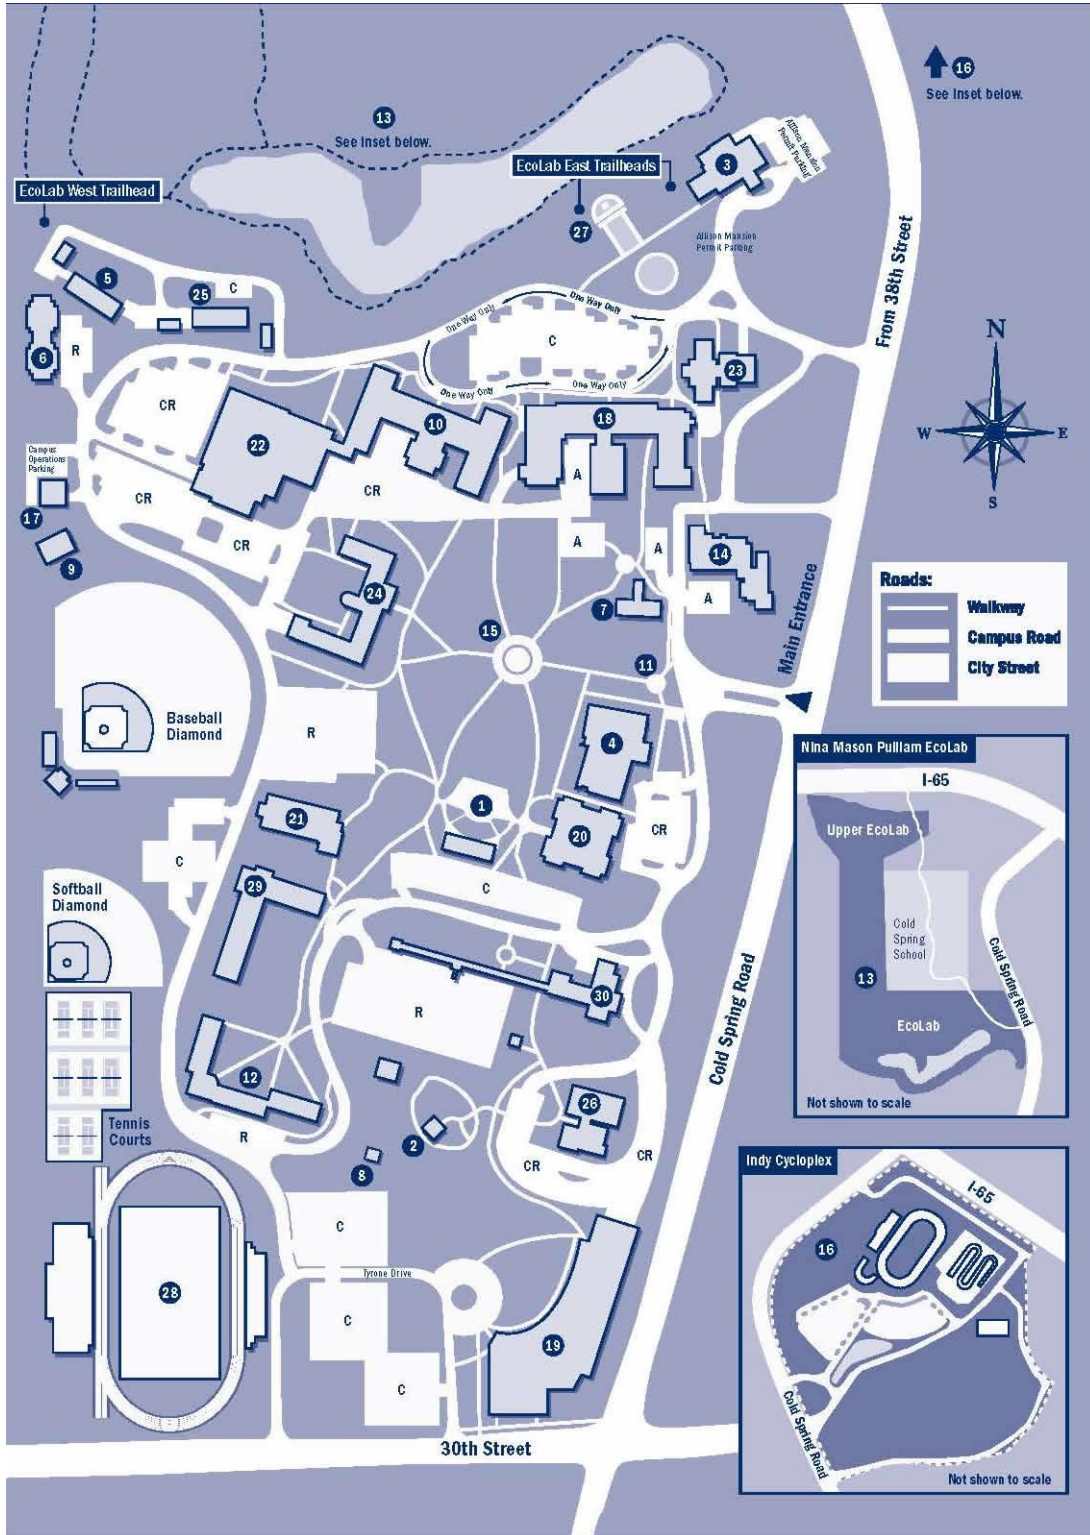 16
See Inset below.
13
See Inset below.
Allison Mansion
Permit Parking
3
EcoLab East Trailheads
EcoLab West Trailhead
27
Allison Mansion
Permit Parking
From 38th Street
5
25
C
6
R
One Way Only
One Way Only
C
One Way Only
One Way Only
23
N
W
E
S
CR
10
18
22
Campus
Operations
Parking
CR
CR
A
17
CR
A
A
14
9
24
7
A
Main Entrance
Roads:
Walkway
Campus Road
City Street
15
11
Baseball
Diamond
R
4
Nina Mason Pulliam EcoLab
I-65
Upper EcoLab
Cold
Spring
School
13
Cold Spring Road
EcoLab
Not shown to scale
1
21
20
CR
C
29
C
Softball
Diamond
30
R
Cold Spring Road
12
26
Tennis
Courts
R
2
8
CR
CR
C
Tyrone Drive
28
C
19
C
30th Street
Indy Cycloplex
I-65
16
Cold Spring Road
Not shown to scale